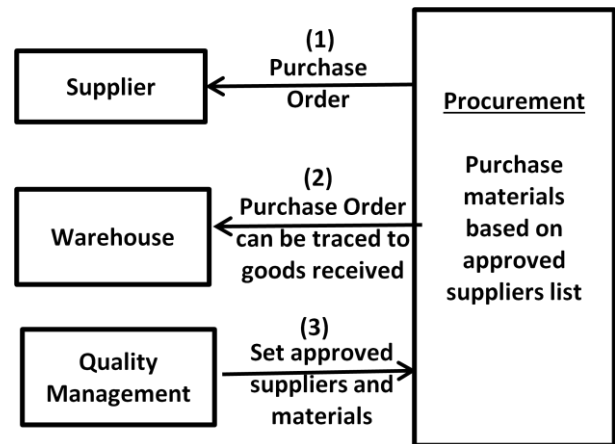 (1)
Purchase
Order
Supplier
(2)
Purchase Order
can be traced to
goods received
Warehouse
(3)
Set approved
suppliers and
materials
Quality
Management
Procurement
Purchase
materials
based on
approved
suppliers list